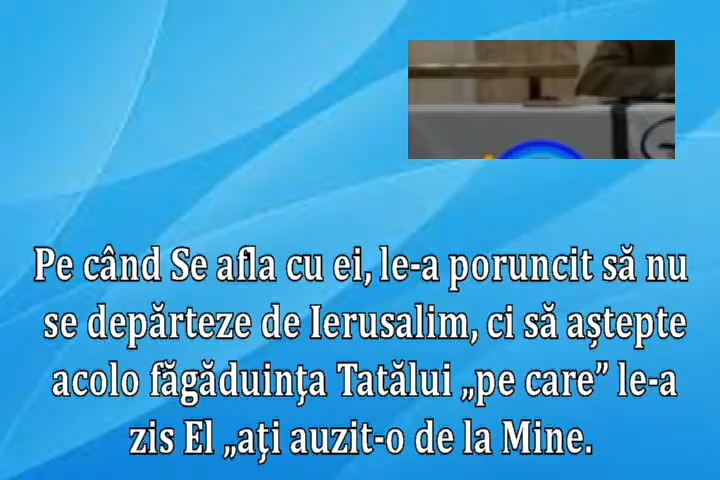 Pe când Se afla cu ei, le-a poruncit să nu
se depărteze de Ierusalim, ci să aștepte
acolo făgăduința Tatălui „pe care” le-a
zis El „ați auzit-o de la Mine.